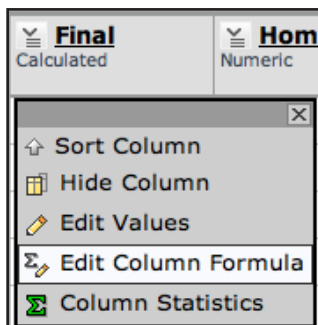 Final
Calculated
Hom
Numeric
Sort Column
Hide Column
Edit Values
Edit Column Formula
Column Statistics